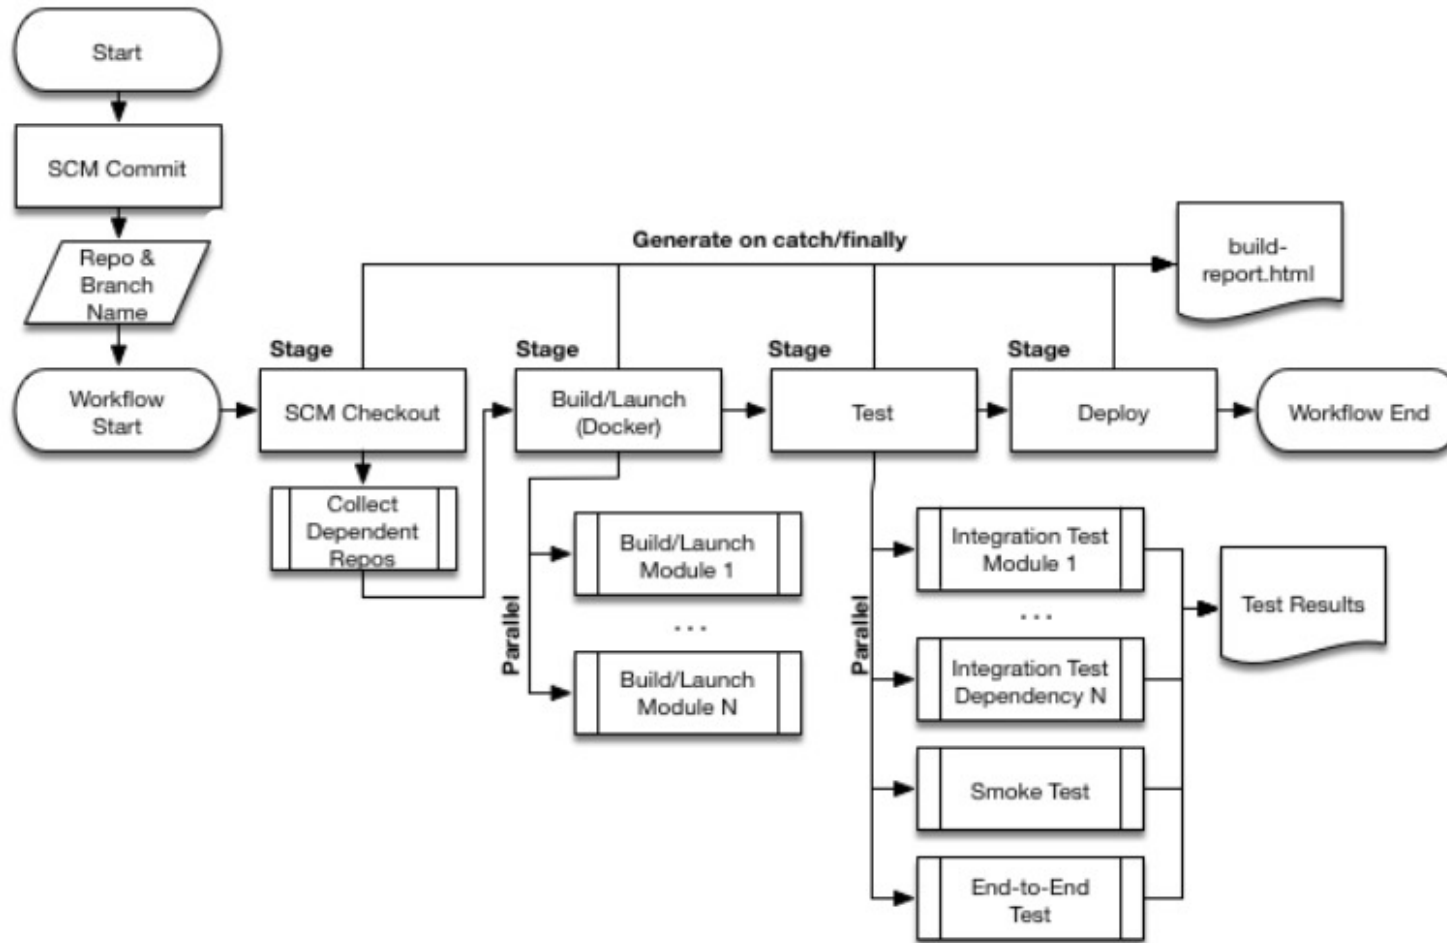 Start
SCM Commit
Repo &
Branch
Name
Workflow
Start
Generate on catch/finally
build-
report.html
Stage
SCM Checkout
Collect
Dependent
Repos
Stage
Build/Launch
(Docker)
Parallel
Build/Launch
Module 1
...
Build/Launch
Module N
Stage
Test
Parallel
Integration Test
Module 1
...
Integration Test
Dependency N
Smoke Test
End-to-End
Test
Test Results
Stage
Deploy
Workflow End